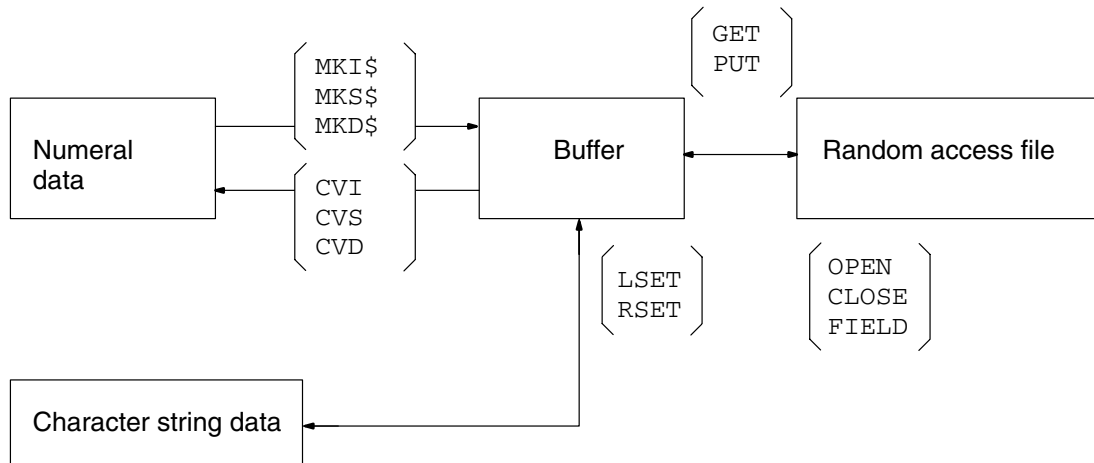 GET
PUT
MKI$
MKS$
MKD$
Numeral
data
Buffer
Random access file
CVI
CVS
CVD
LSET
RSET
OPEN
CLOSE
FIELD
Character string data